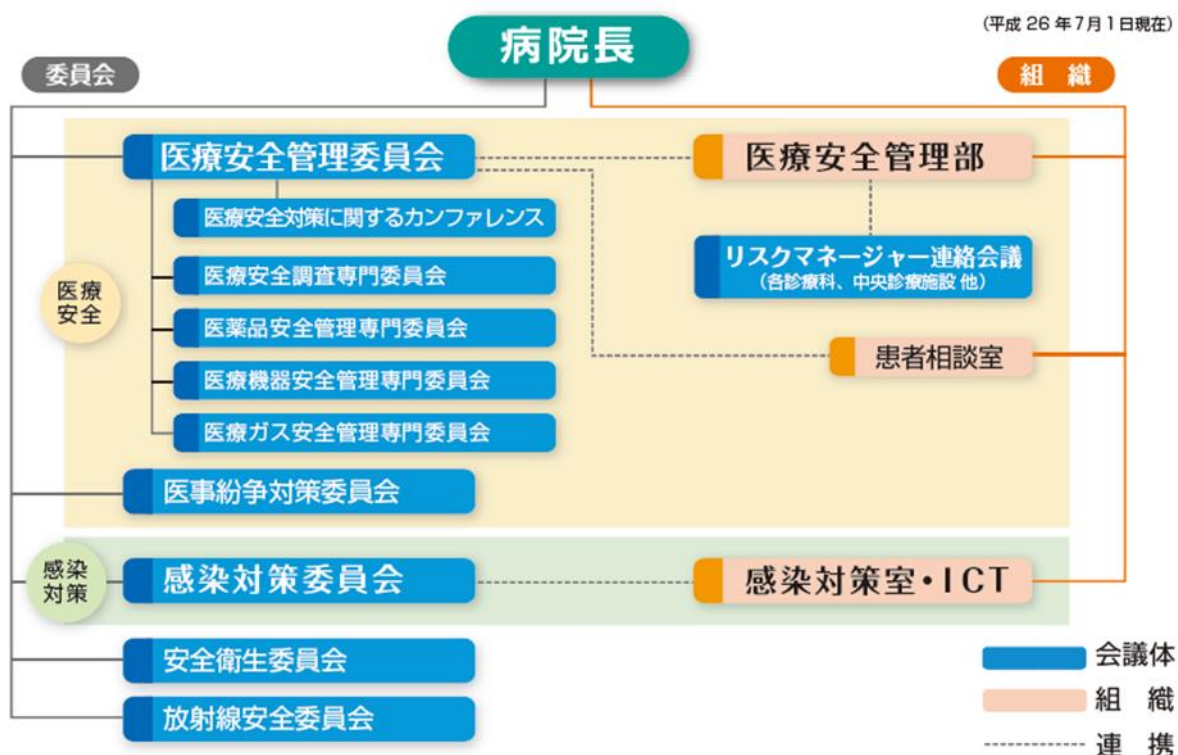 病院長
(平成 26 年 7 月 1 日現在)
委員会
組 織
医療安全管理委員会
医療安全管理部
医療安全対策に関するカンファレンス
リスクマネージャー連絡会議
(各診療科、中央診療施設 他)
医療安全調査専門委員会
医療
安全
医薬品安全管理専門委員会
患者相談室
医療機器安全管理専門委員会
医療ガス安全管理専門委員会
医事紛争対策委員会
感染
対策
感染対策委員会
感染対策室・ICT
安全衛生委員会
放射線安全委員会
会議体
組 織
連 携